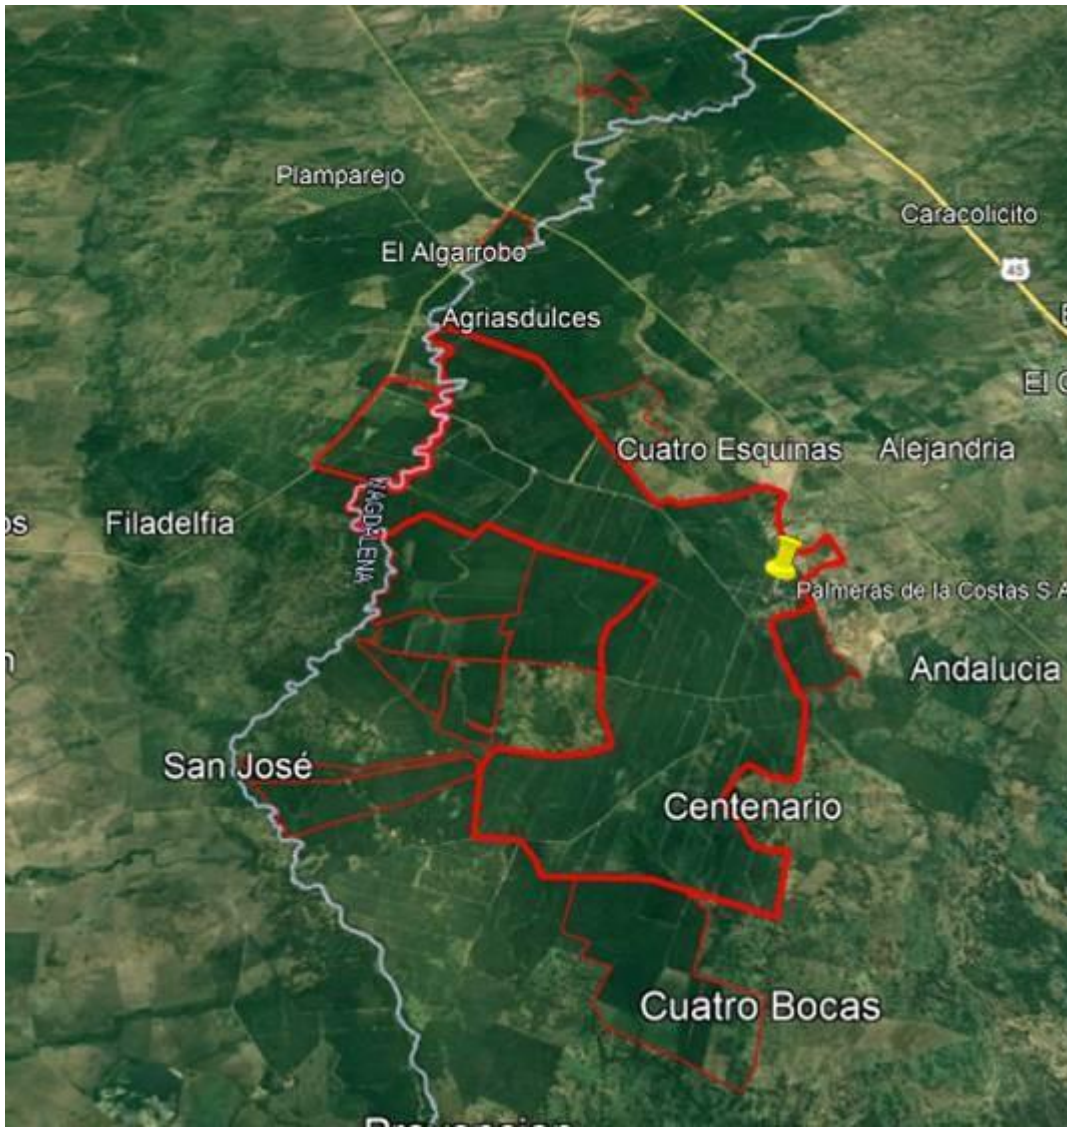 Plamparejo
Caracolicito
El Algarrobo
45
Agriasdulces
Cuatro Esquinas
Alejandria
Filadelfia
MAGDALENA
Palmeras de la Costas S A
Andalucia
San José
Centenario
Cuatro Bocas